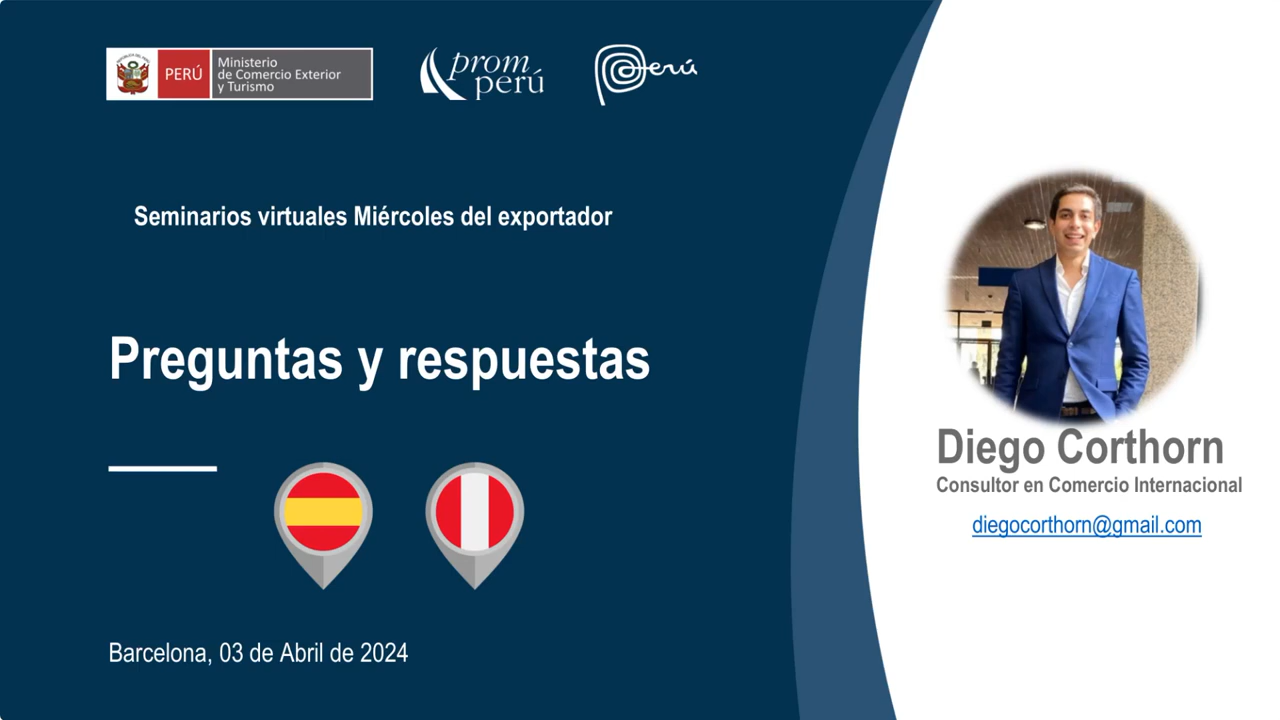 PERÚ
Ministerio
de Comercio Exterior
y Turismo
prom
perú
Perú
Seminarios virtuales Miércoles del exportador
Preguntas y respuestas
Barcelona, 03 de Abril de 2024
Diego Corthorn
Consultor en Comercio Internacional
diegocorthorn@gmail.com